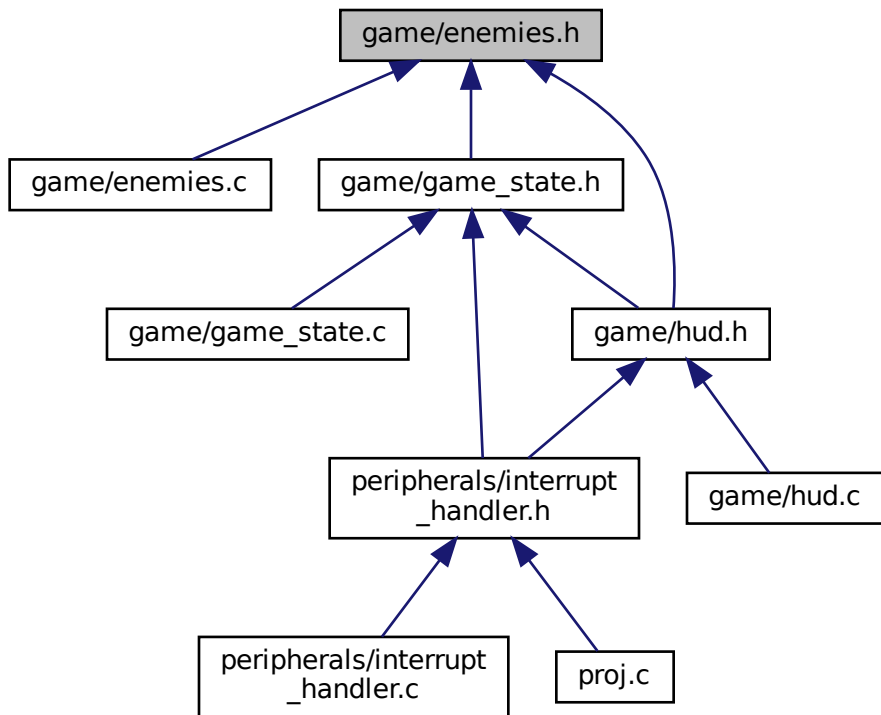 game/enemies.h
game/enemies.c
game/game_state.h
game/game_state.c
game/hud.h
peripherals/interrupt
_handler.h
game/hud.c
peripherals/interrupt
_handler.c
proj.c